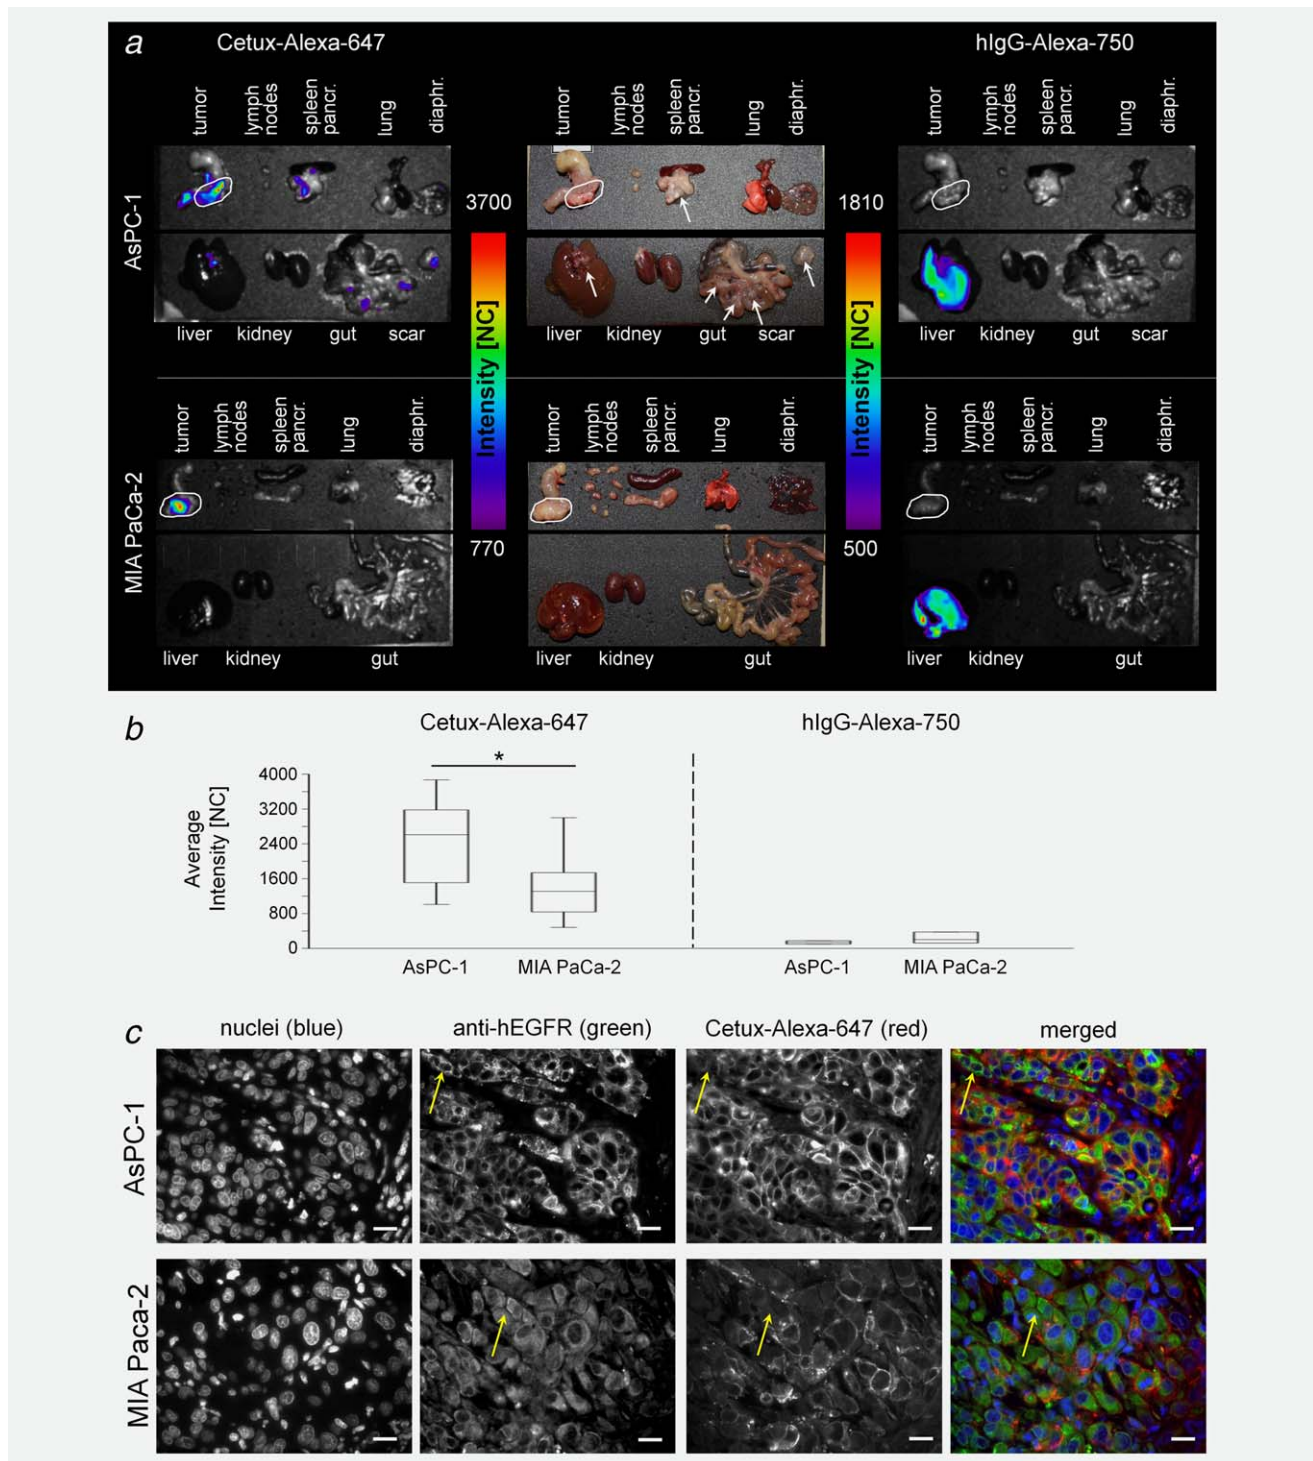 a
Cetux-Alexa-647
hIgG-Alexa-750
tumor
lymph nodes
spleen pancr.
lung
diaphr.
tumor
lymph nodes
spleen pancr.
lung
diaphr.
tumor
lymph nodes
spleen pancr.
lung
diaphr.
AsPC-1
3700
Intensity [NC]
770
1810
Intensity [NC]
500
liver kidney gut scar
liver kidney gut scar
liver kidney gut scar
tumor
lymph nodes
spleen pancr.
lung
diaphr.
tumor
lymph nodes
spleen pancr.
lung
diaphr.
tumor
lymph nodes
spleen pancr.
lung
diaphr.
MIA PaCa-2
liver kidney gut
liver kidney gut
liver kidney gut
b
Cetux-Alexa-647
hIgG-Alexa-750
*
Average
Intensity [NC]
4000
3200
2400
1600
800
0
AsPC-1 MIA PaCa-2 AsPC-1 MIA PaCa-2
c
nuclei (blue) anti-hEGFR (green) Cetux-Alexa-647 (red) merged
AsPC-1
MIA Paca-2